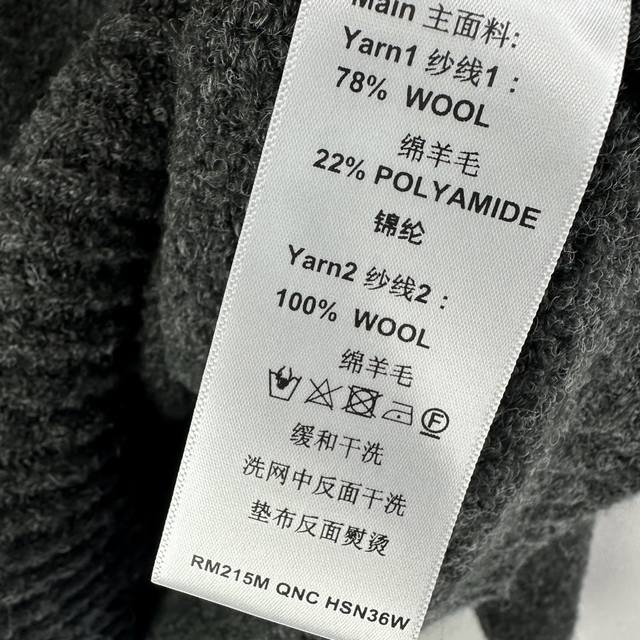 Main 主面料:
Yarn1 纱线1：
78% WOOL
绵羊毛
22% POLYAMIDE
锦纶
Yarn2 纱线2：
100% WOOL
绵羊毛
F
缓和干洗
洗网中反面干洗
垫布反面熨烫
RM215M QNC HSN36W